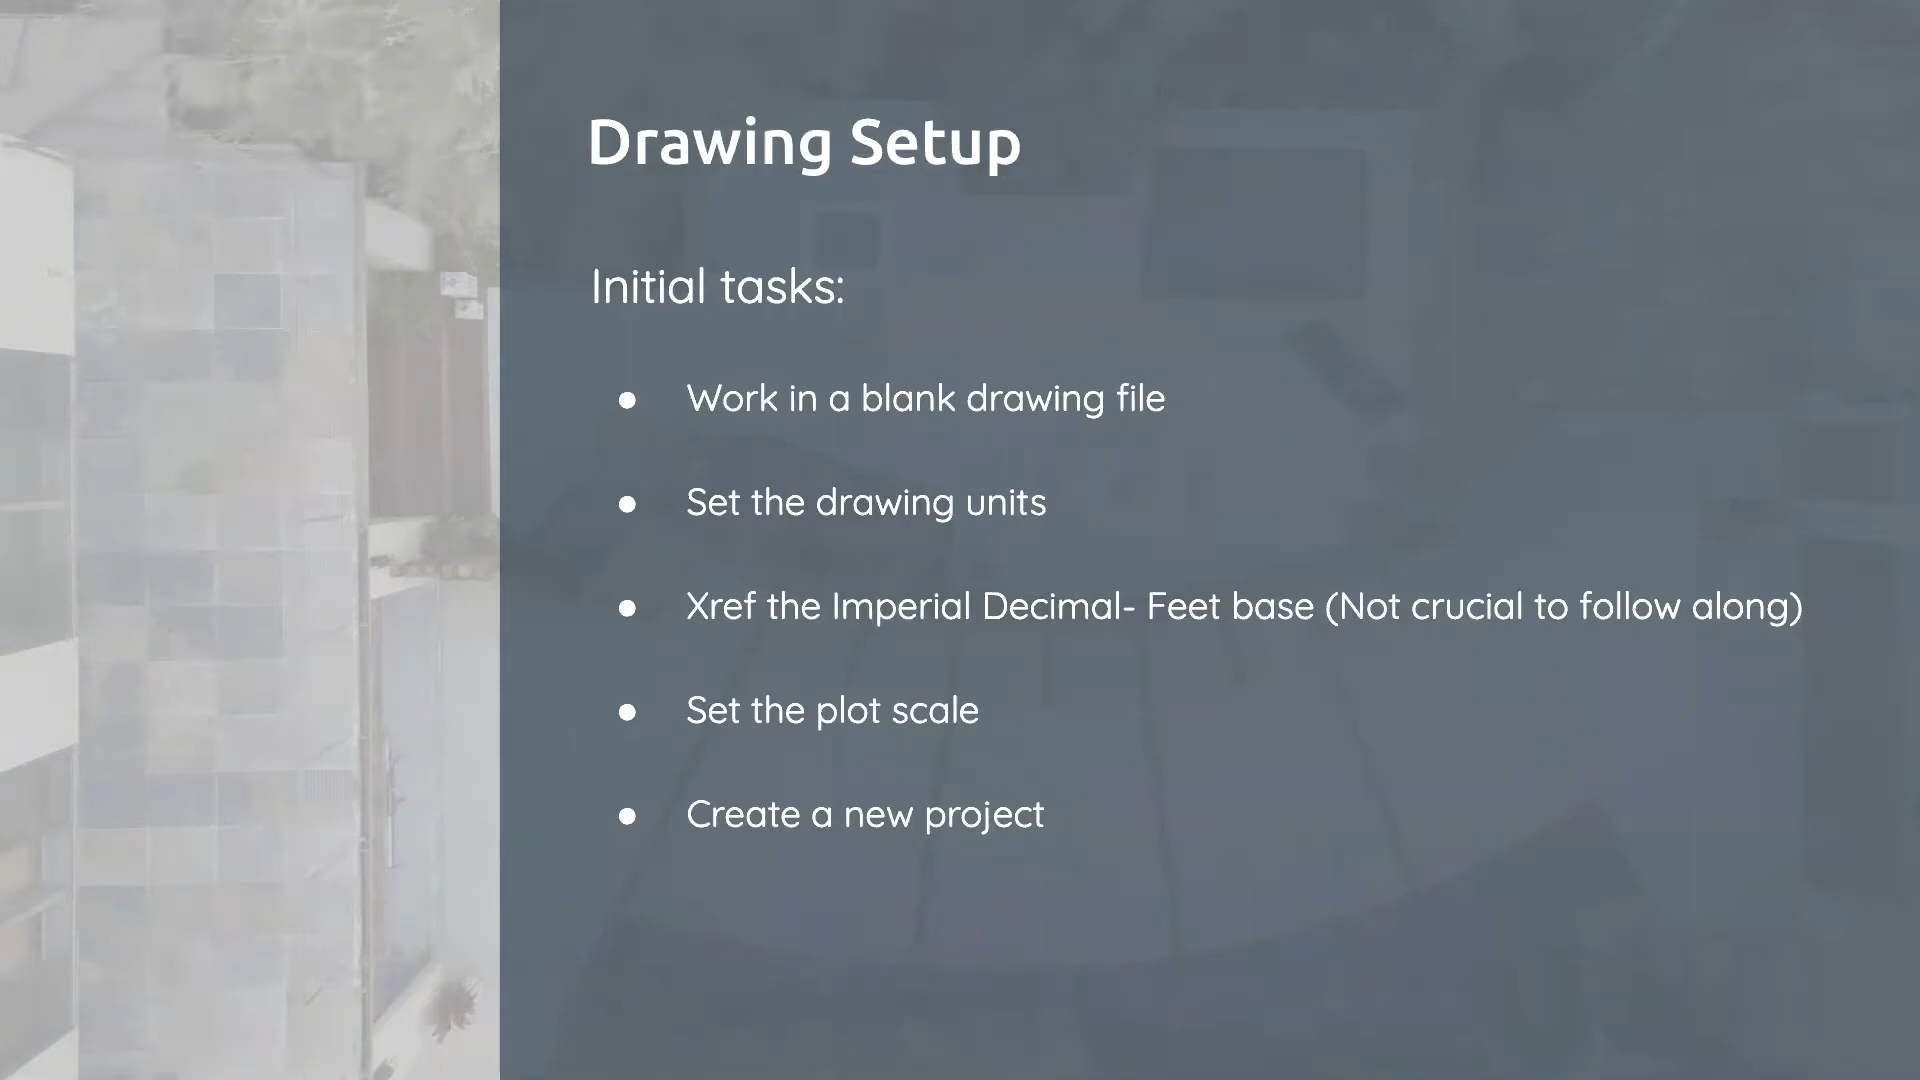 Drawing Setup
Initial tasks:
● Work in a blank drawing file
● Set the drawing units
● Xref the Imperial Decimal- Feet base (Not crucial to follow along)
● Set the plot scale
● Create a new project